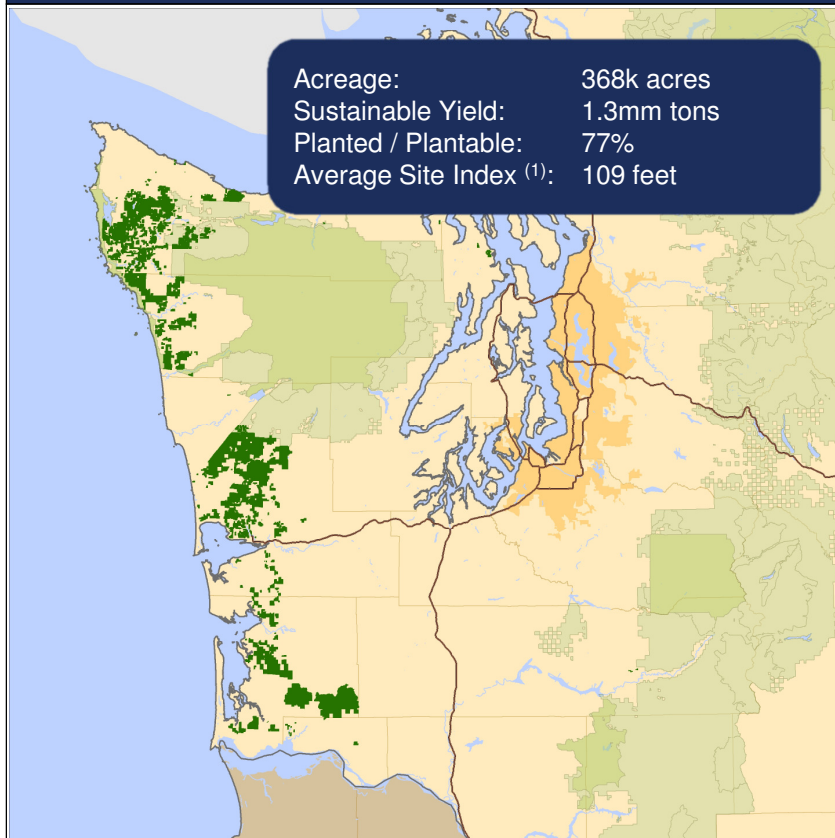 Acreage: 368k acres
Sustainable Yield: 1.3mm tons
Planted / Plantable: 77%
Average Site Index (1): 109 feet